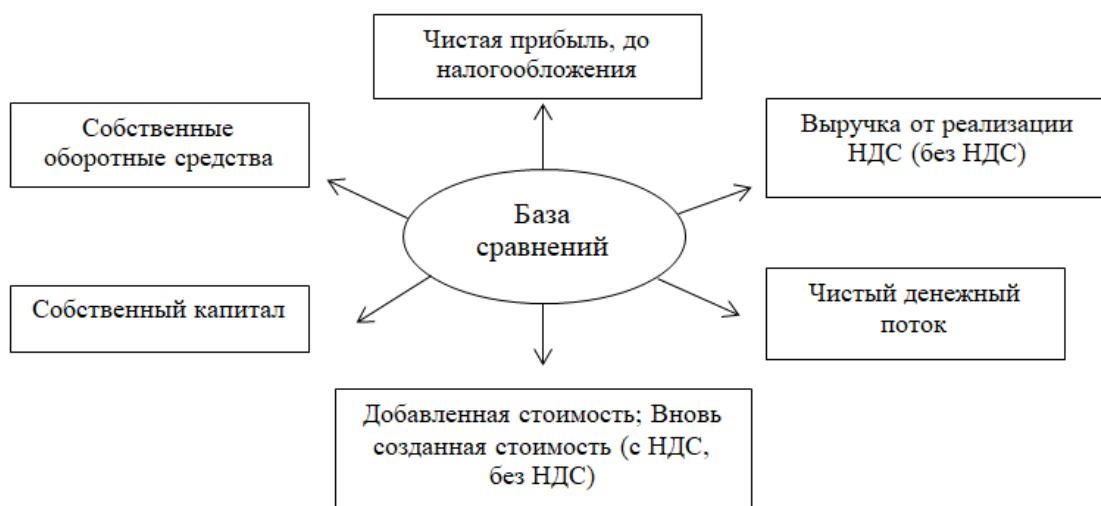 Чистая прибыль, до
налогообложения
Собственные
оборотные средства
Выручка от реализации
НДС (без НДС)
База
сравнений
Собственный капитал
Чистый денежный
поток
Добавленная стоимость; Вновь
созданная стоимость (с НДС,
без НДС)